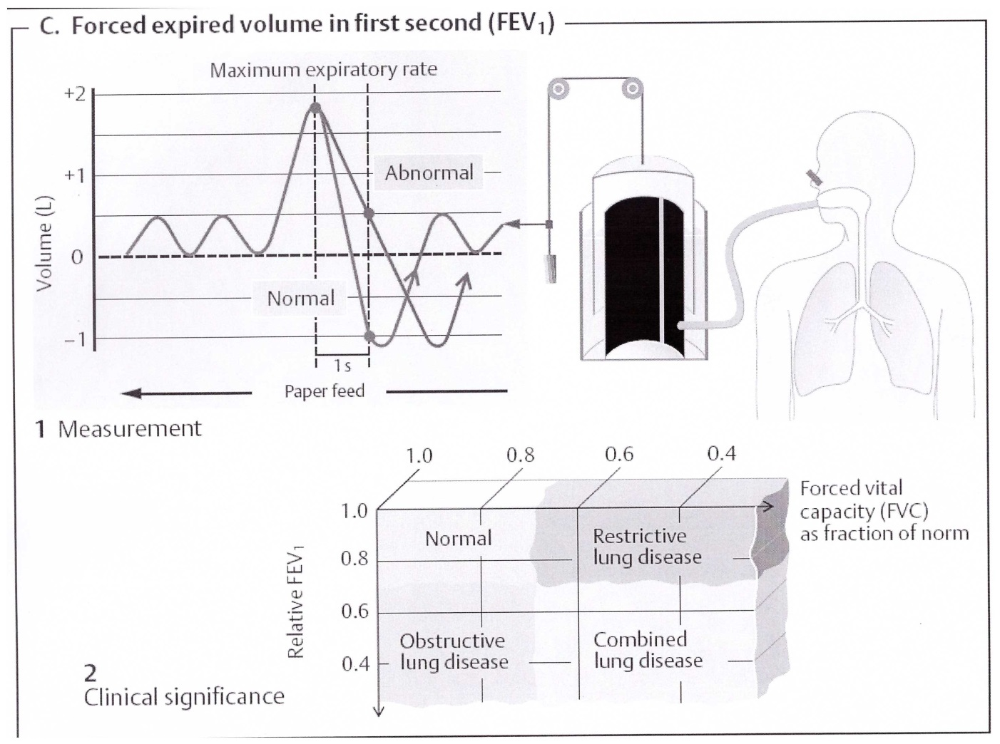 C. Forced expired volume in first second (FEV₁)
Maximum expiratory rate
+2
+1
0
–1
Volume (L)
Abnormal
Normal
1 s
Paper feed
1 Measurement
1.0
0.8
0.6
0.4
Forced vital
capacity (FVC)
as fraction of norm
1.0
0.8
0.6
0.4
Relative FEV₁
Normal
Restrictive
lung disease
Obstructive
lung disease
Combined
lung disease
2
Clinical significance